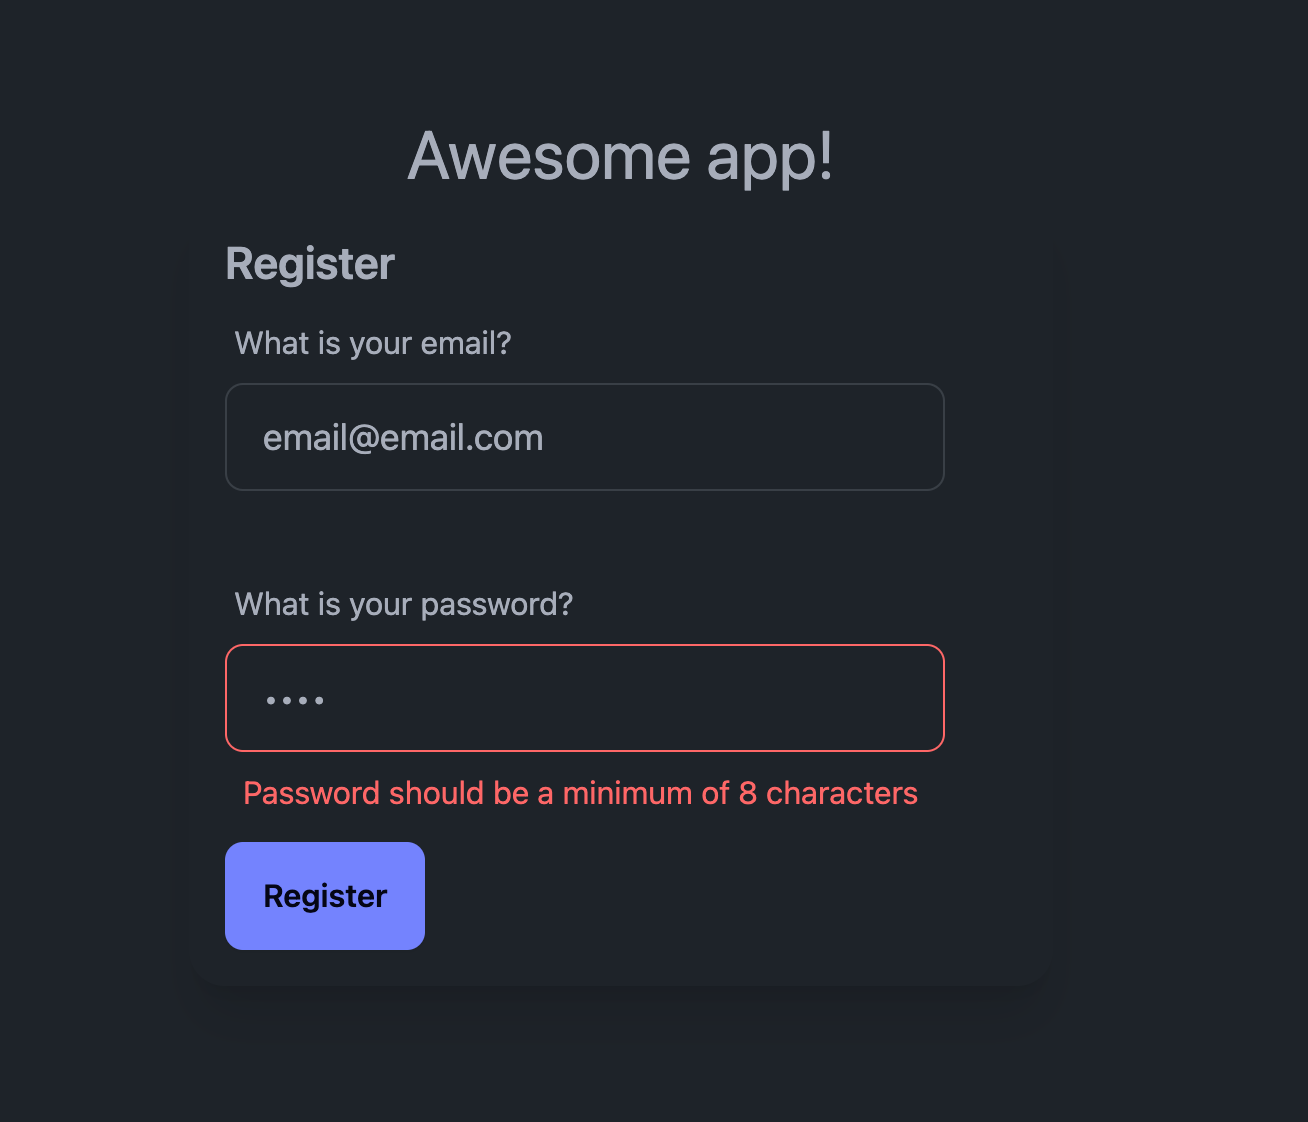 Awesome app!
Register
What is your email?
email@email.com
What is your password?
••••
Password should be a minimum of 8 characters
Register